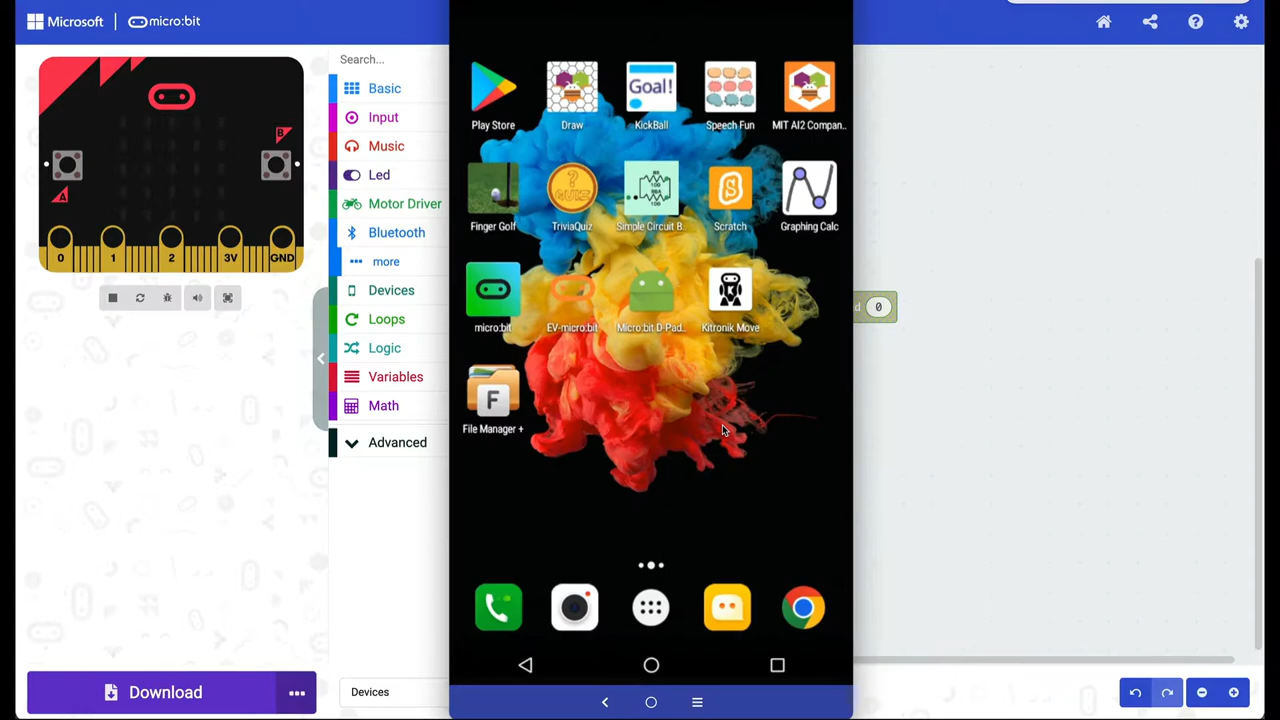 Microsoft | micro:bit
A
B
0 1 2 3V GND
Download
Search...
Basic
Input
Music
Led
Motor Driver
Bluetooth
more
Devices
Loops
Logic
Variables
Math
Advanced
Devices
Goal!
Play Store Draw KickBall Speech Fun MIT AI2 Compan..
? QUIZ
Finger Golf TriviaQuiz Simple Circuit B. Scratch Graphing Calc
micro:bit EV-micro:bit Micro:bit D-Pad. Kitronik Move
F
File Manager +
d 0